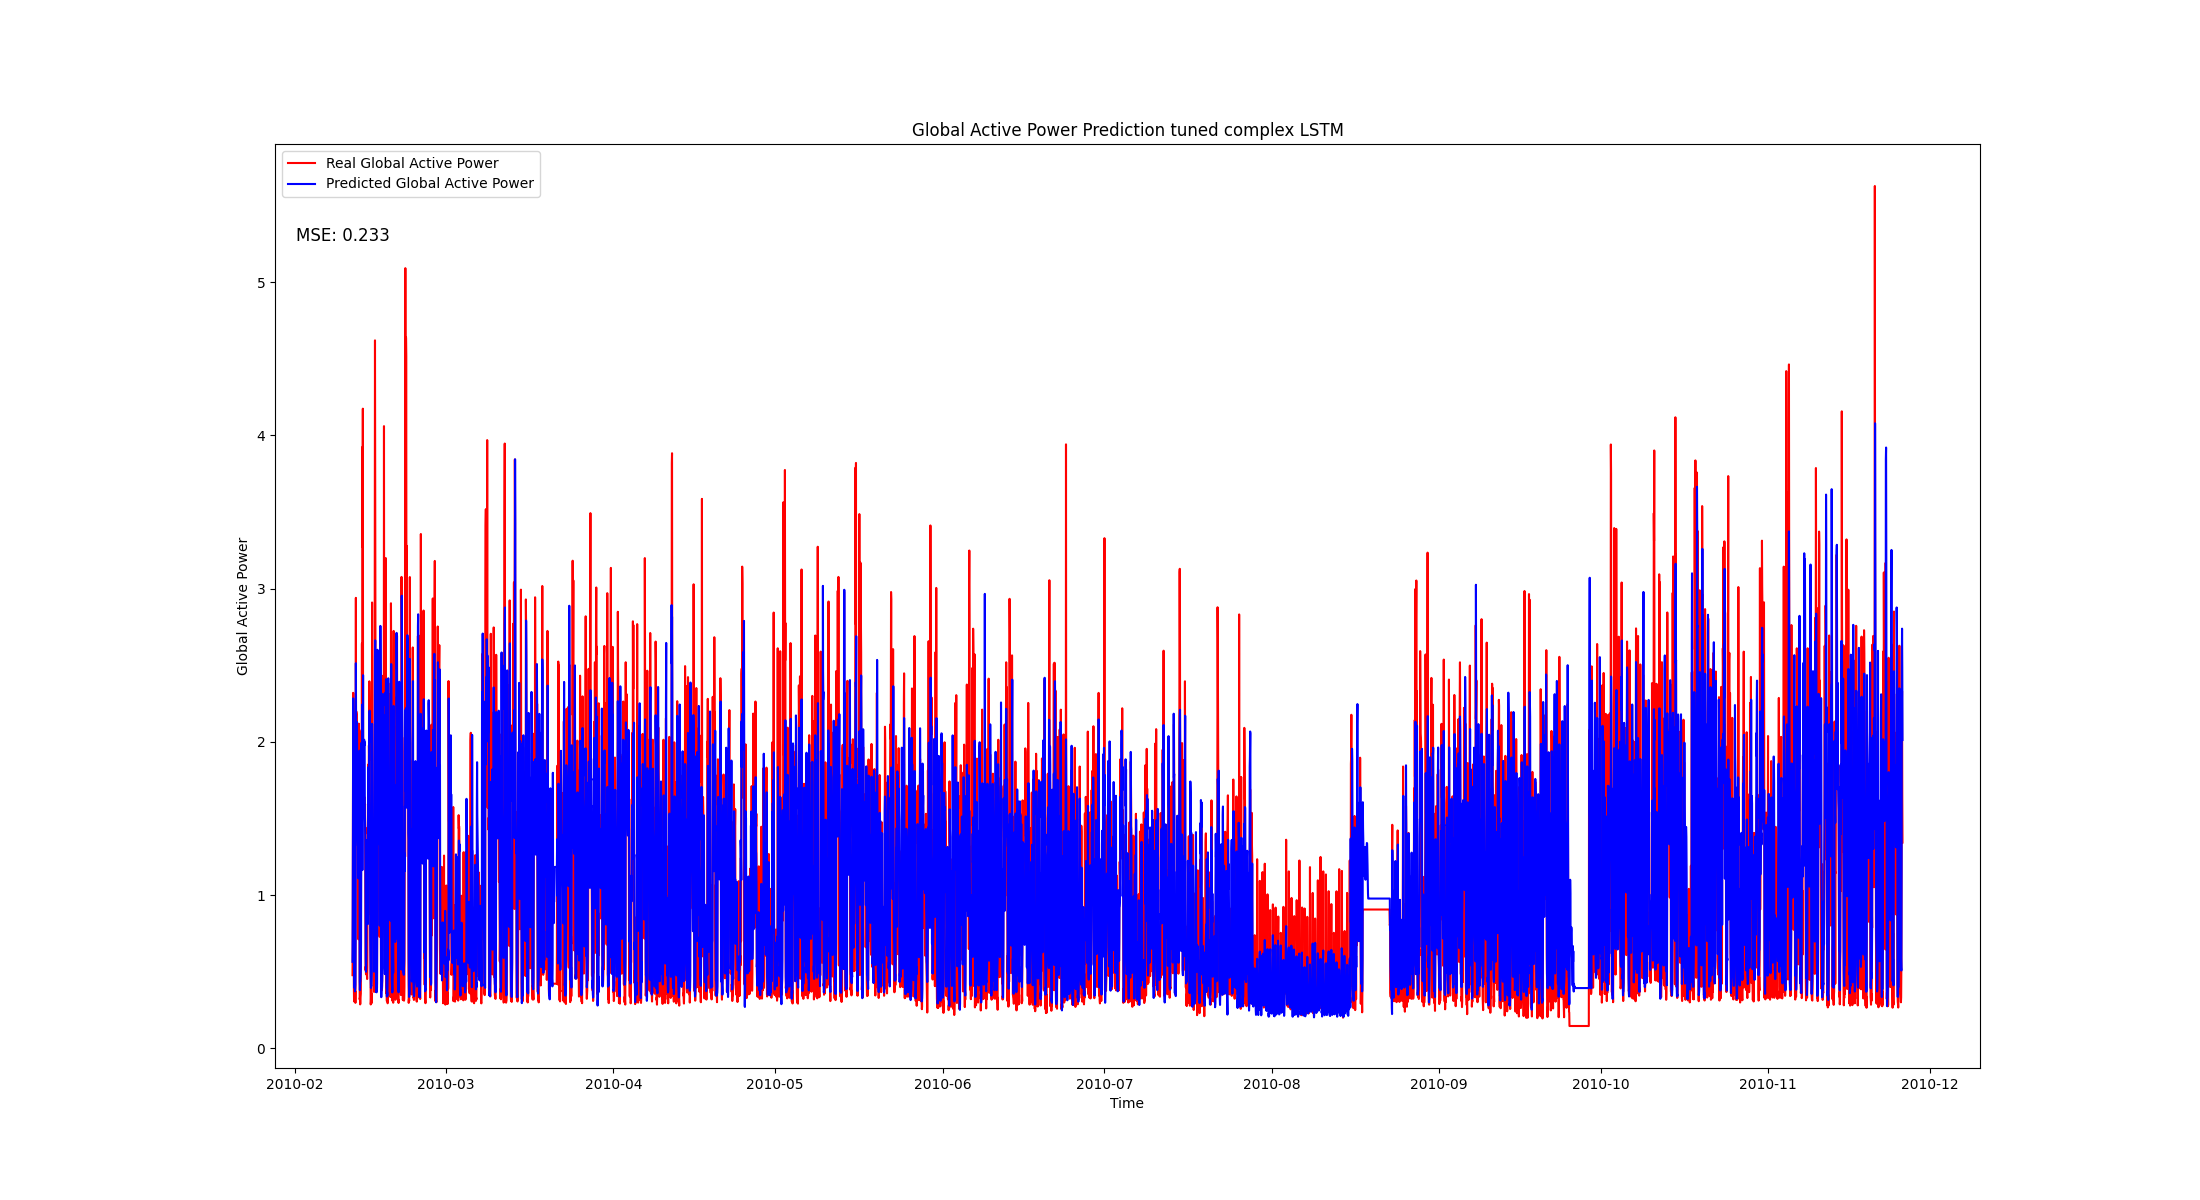 Global Active Power Prediction tuned complex LSTM
Real Global Active Power
Predicted Global Active Power
MSE: 0.233
5
4
3
2
1
0
Global Active Power
2010-02 2010-03 2010-04 2010-05 2010-06 2010-07 2010-08 2010-09 2010-10 2010-11 2010-12
Time